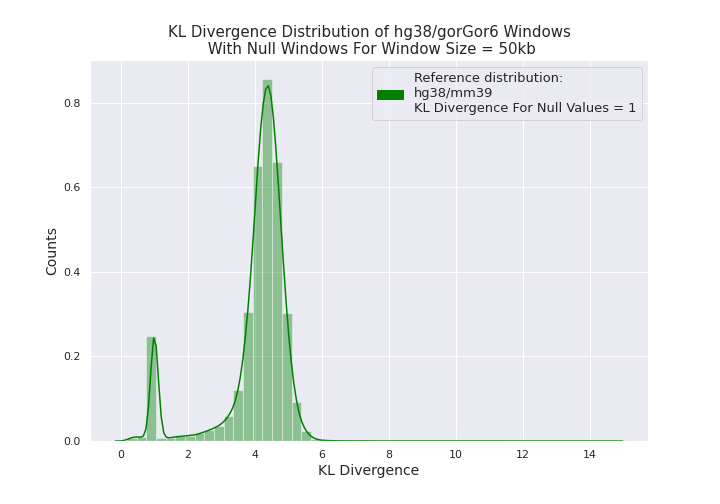 KL Divergence Distribution of hg38/gorGor6 Windows
With Null Windows For Window Size = 50kb
Reference distribution:
hg38/mm39
KL Divergence For Null Values = 1
Counts
0.8
0.6
0.4
0.2
0.0
0 2 4 6 8 10 12 14
KL Divergence